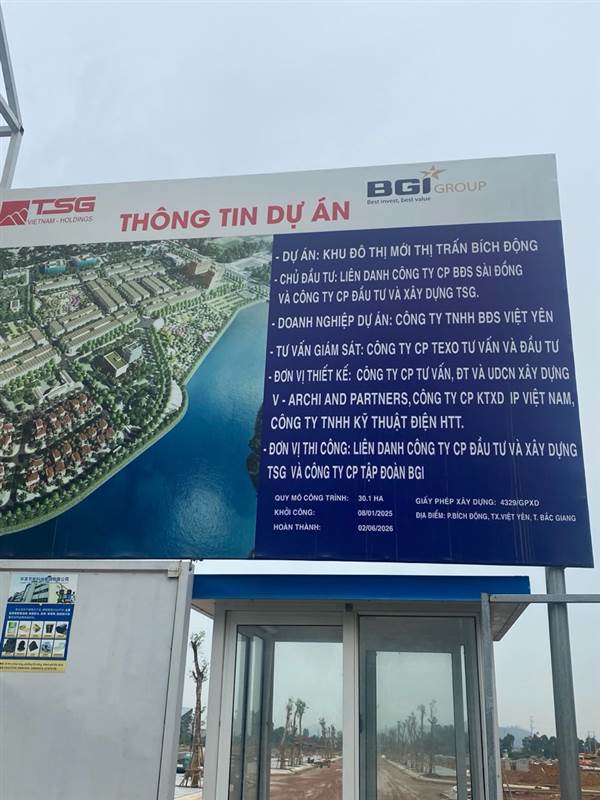 TSG
VIETNAM - HOLDINGS
THÔNG TIN DỰ ÁN
BGI GROUP
Best invest, best value
- DỰ ÁN: KHU ĐÔ THỊ MỚI THỊ TRẤN BÍCH ĐỘNG
- CHỦ ĐẦU TƯ: LIÊN DANH CÔNG TY CP BĐS SÀI ĐỒNG
VÀ CÔNG TY CP ĐẦU TƯ VÀ XÂY DỰNG TSG.
- DOANH NGHIỆP DỰ ÁN: CÔNG TY TNHH BĐS VIỆT YÊN
- TƯ VẤN GIÁM SÁT: CÔNG TY CP TEXO TƯ VẤN VÀ ĐẦU TƯ
- ĐƠN VỊ THIẾT KẾ: CÔNG TY CP TƯ VẤN, ĐT VÀ UDCN XÂY DỰNG
V - ARCHI AND PARTNERS, CÔNG TY CP KTXD IP VIỆT NAM,
CÔNG TY TNHH KỸ THUẬT ĐIỆN HTT.
- ĐƠN VỊ THI CÔNG: LIÊN DANH CÔNG TY CP ĐẦU TƯ VÀ XÂY DỰNG
TSG VÀ CÔNG TY CP TẬP ĐOÀN BGI
QUY MÔ CÔNG TRÌNH: 30.1 HA
GIẤY PHÉP XÂY DỰNG: 4329/GPXD
KHỞI CÔNG: 08/01/2025
ĐỊA ĐIỂM: P.BÍCH ĐỘNG, TX.VIỆT YÊN, T. BẮC GIANG
HOÀN THÀNH: 02/06/2026